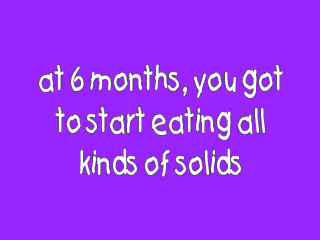 at 6 months, you got
to start eating all
kinds of solids